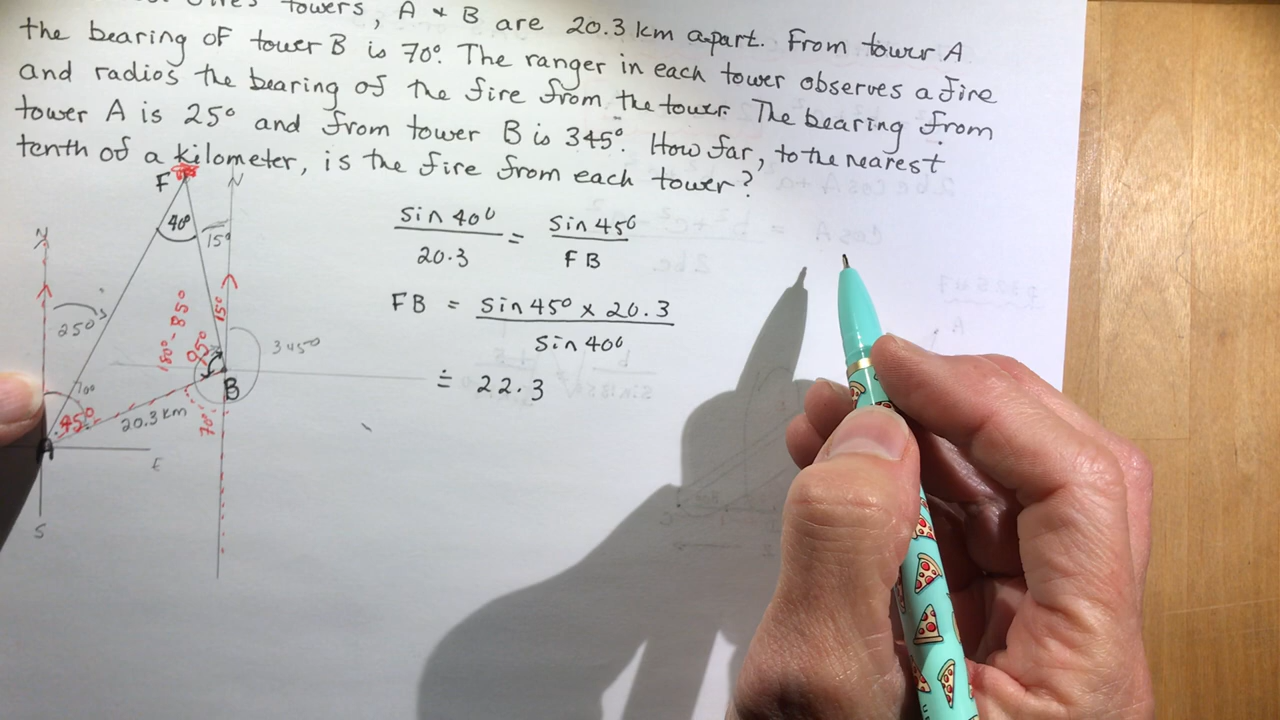 towers, A & B are 20.3 km apart. From tower A
the bearing of tower B is 70°. The ranger in each tower observes a fire
and radios the bearing of the fire from the tower. The bearing from
tower A is 25° and from tower B is 345°. How far, to the nearest
tenth of a kilometer, is the fire from each tower?
F
N
40°
15°
N
25°
180° - 85°
15°
95°
345°
70°
B
45°
20.3 km
70°
A
E
S
sin 40° / 20.3 = sin 45° / FB
FB = sin 45° x 20.3 / sin 40°
≐ 22.3